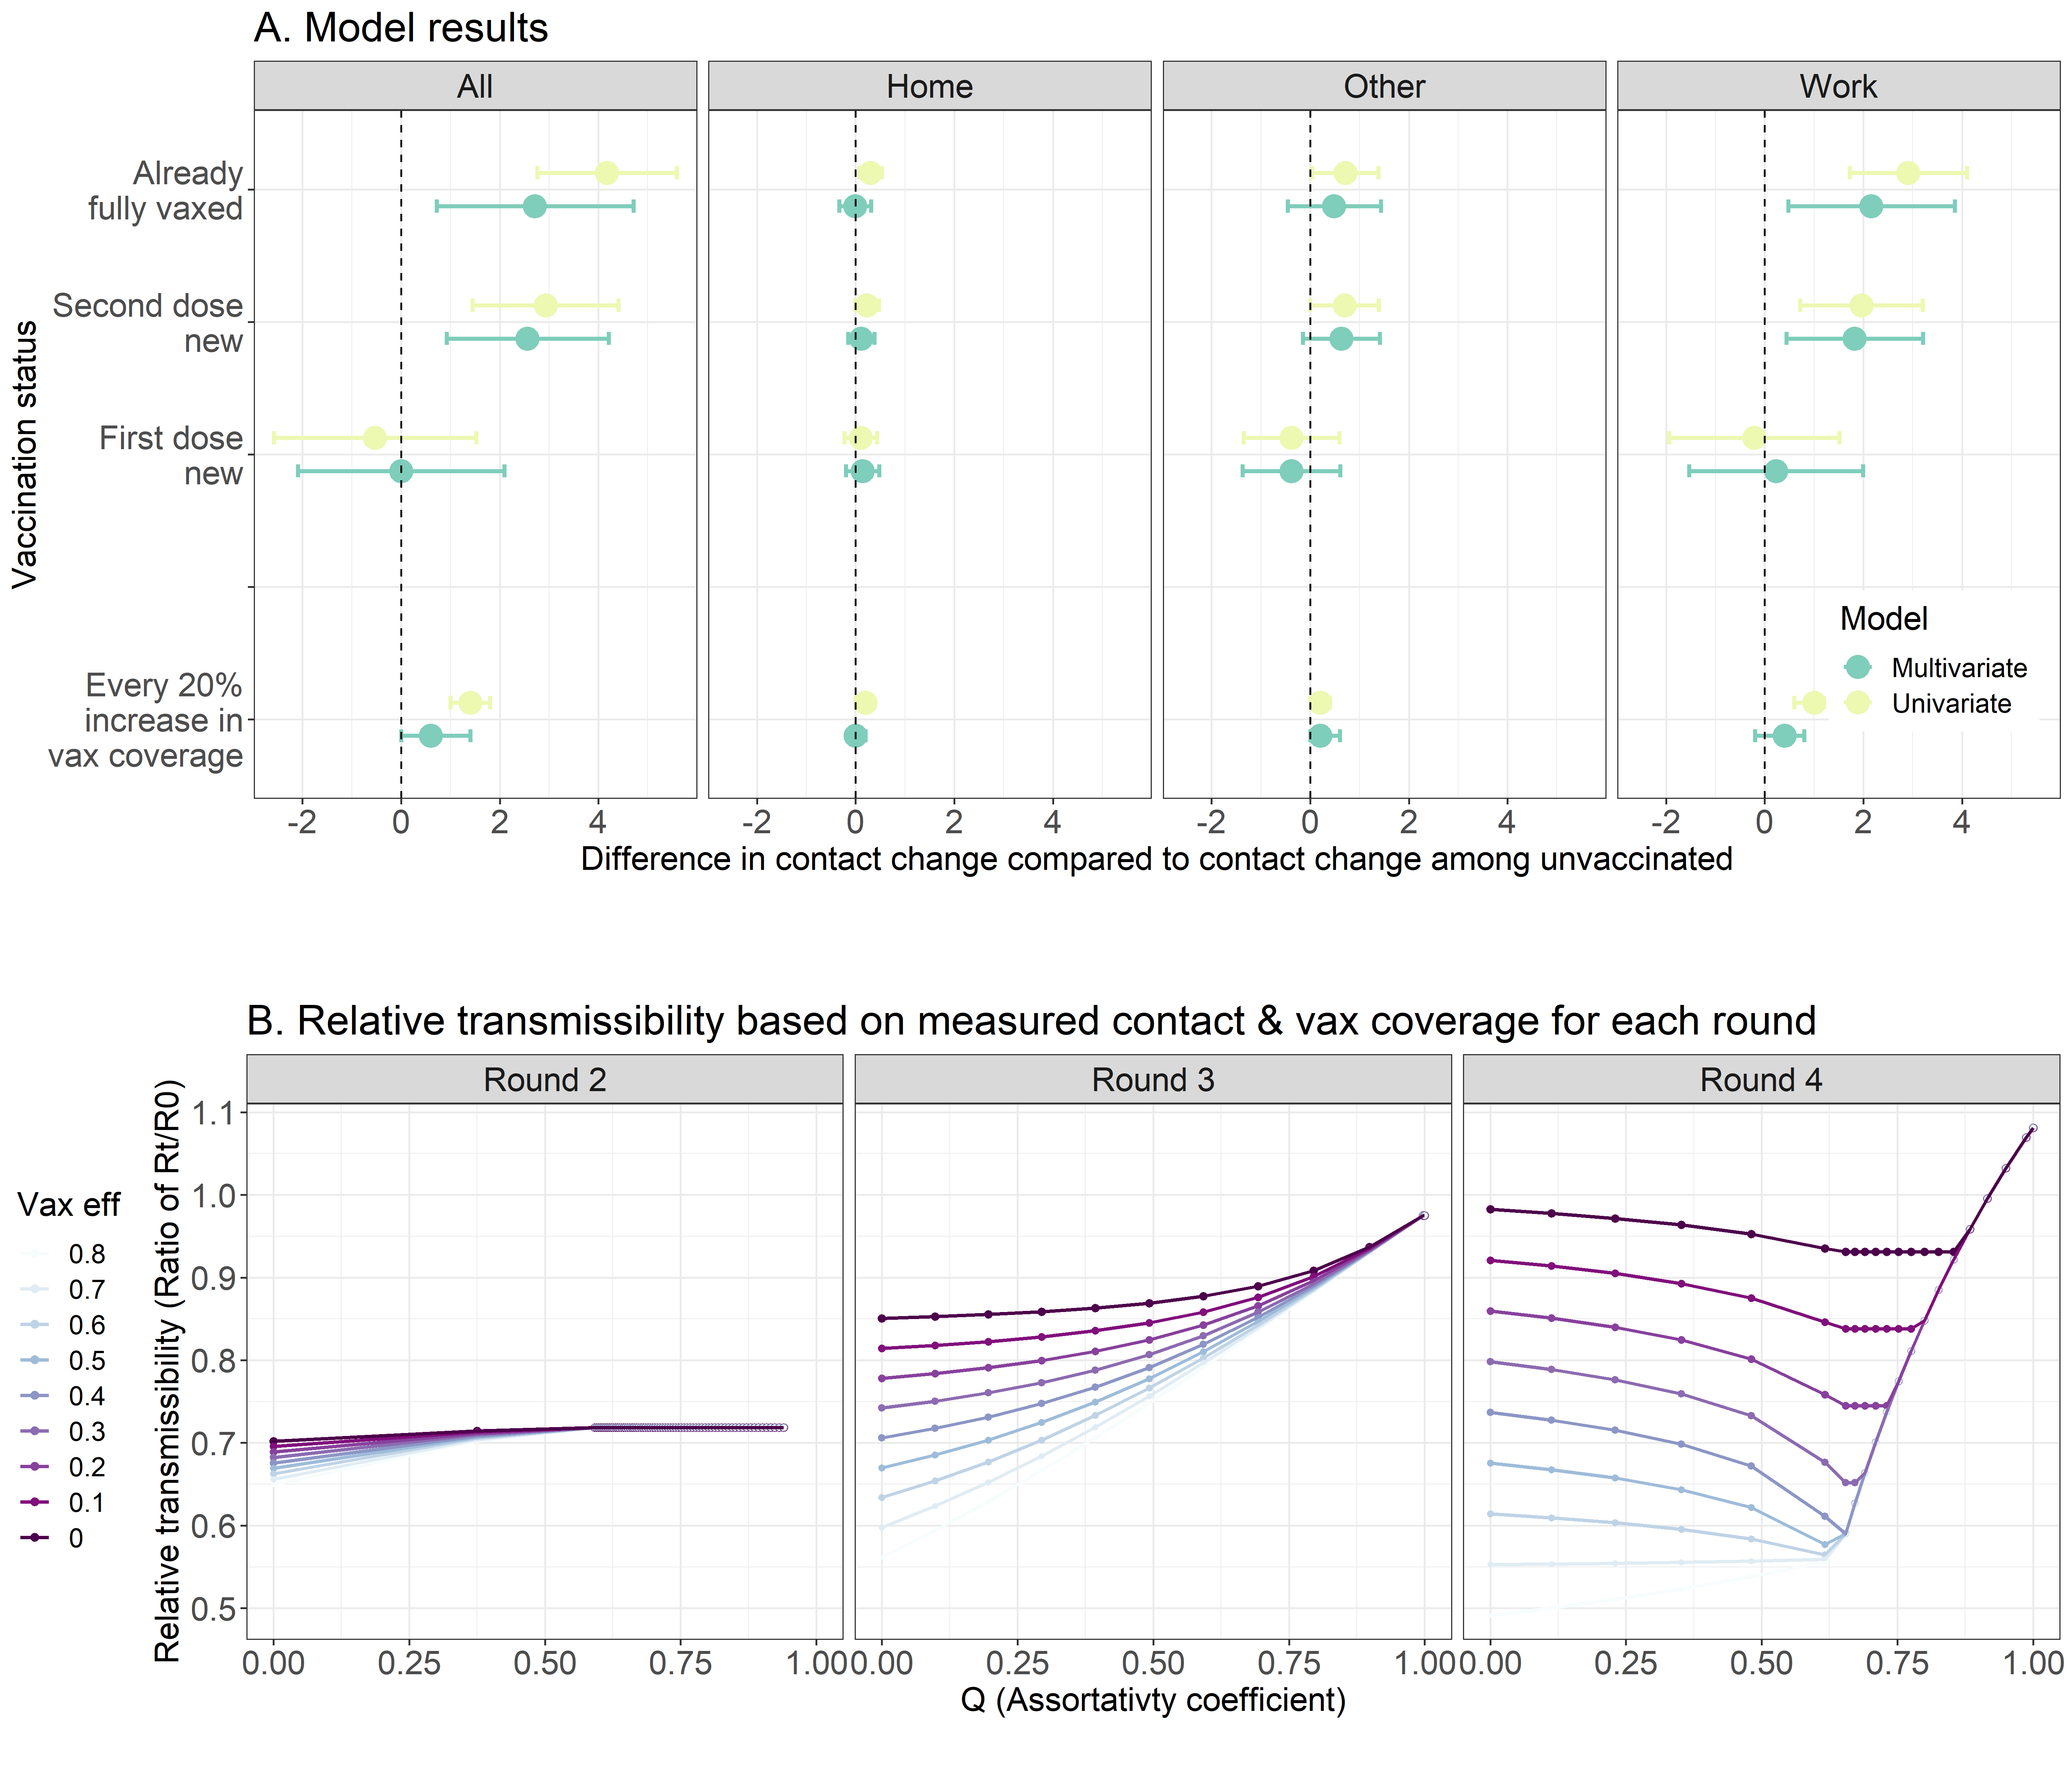 A. Model results
All
Home
Other
Work
Vaccination status
Already
fully vaxed
Second dose
new
First dose
new
Every 20%
increase in
vax coverage
Model
Multivariate
Univariate
-2 0 2 4
-2 0 2 4
-2 0 2 4
-2 0 2 4
Difference in contact change compared to contact change among unvaccinated
B. Relative transmissibility based on measured contact & vax coverage for each round
Round 2
Round 3
Round 4
Vax eff
0.8
0.7
0.6
0.5
0.4
0.3
0.2
0.1
0
Relative transmissibility (Ratio of Rt/R0)
1.1
1.0
0.9
0.8
0.7
0.6
0.5
0.00 0.25 0.50 0.75 1.00
0.00 0.25 0.50 0.75 1.00
0.00 0.25 0.50 0.75 1.00
Q (Assortativty coefficient)